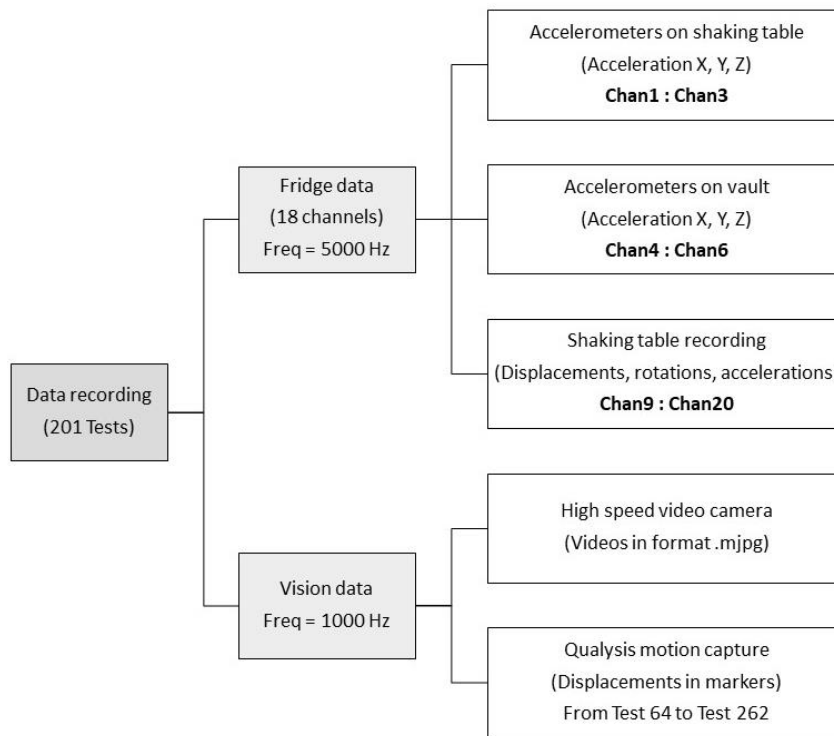 Data recording
(201 Tests)
Fridge data
(18 channels)
Freq = 5000 Hz
Accelerometers on shaking table
(Acceleration X, Y, Z)
Chan1 : Chan3
Accelerometers on vault
(Acceleration X, Y, Z)
Chan4 : Chan6
Shaking table recording
(Displacements, rotations, accelerations
Chan9 : Chan20
Vision data
Freq = 1000 Hz
High speed video camera
(Videos in format .mjpg)
Qualysis motion capture
(Displacements in markers)
From Test 64 to Test 262